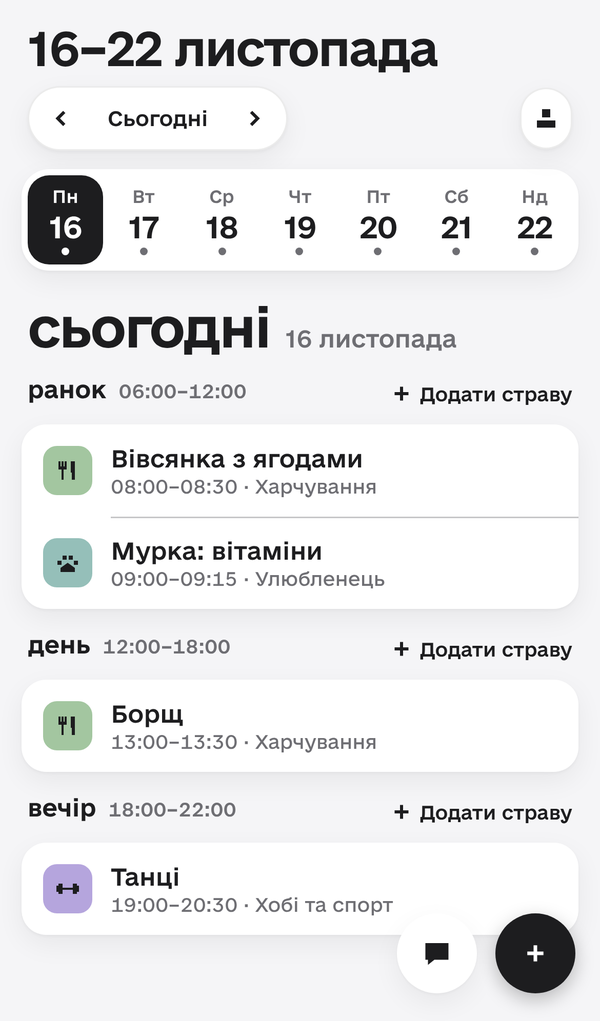 16–22 листопада
Сьогодні
Пн Вт Ср Чт Пт Сб Нд
16 17 18 19 20 21 22
сьогодні 16 листопада
ранок 06:00–12:00 + Додати страву
Вівсянка з ягодами
08:00–08:30 · Харчування
Мурка: вітаміни
09:00–09:15 · Улюбленець
день 12:00–18:00 + Додати страву
Борщ
13:00–13:30 · Харчування
вечір 18:00–22:00 + Додати страву
Танці
19:00–20:30 · Хобі та спорт